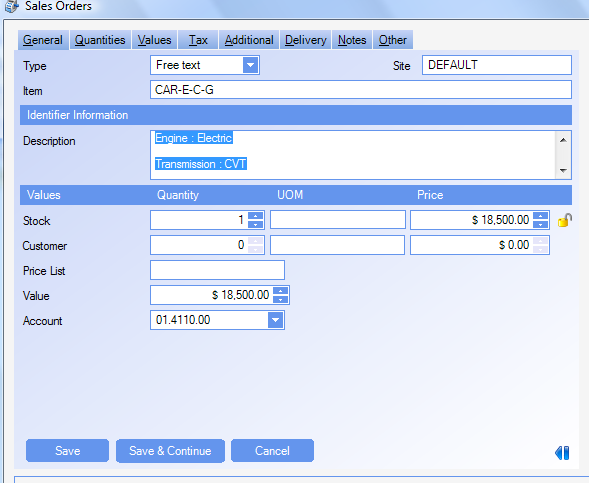 Sales Orders
General Quantities Values Tax Additional Delivery Notes Other
Type Free text Site DEFAULT
Item CAR-E-C-G
Identifier Information
Description Engine : Electric
Transmission : CVT
Values Quantity UOM Price
Stock 1 $ 18,500.00
Customer 0 $ 0.00
Price List
Value $ 18,500.00
Account 01.4110.00
Save Save & Continue Cancel